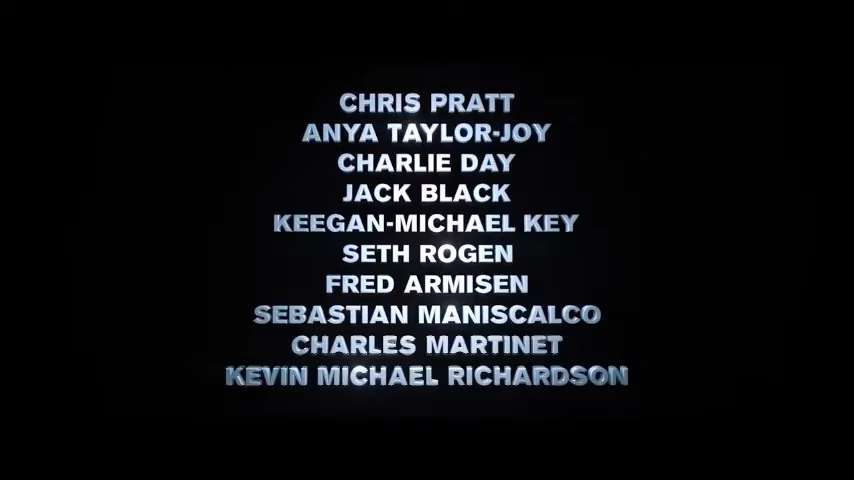 CHRIS PRATT
ANYA TAYLOR-JOY
CHARLIE DAY
JACK BLACK
KEEGAN-MICHAEL KEY
SETH ROGEN
FRED ARMISEN
SEBASTIAN MANISCALCO
CHARLES MARTINET
KEVIN MICHAEL RICHARDSON